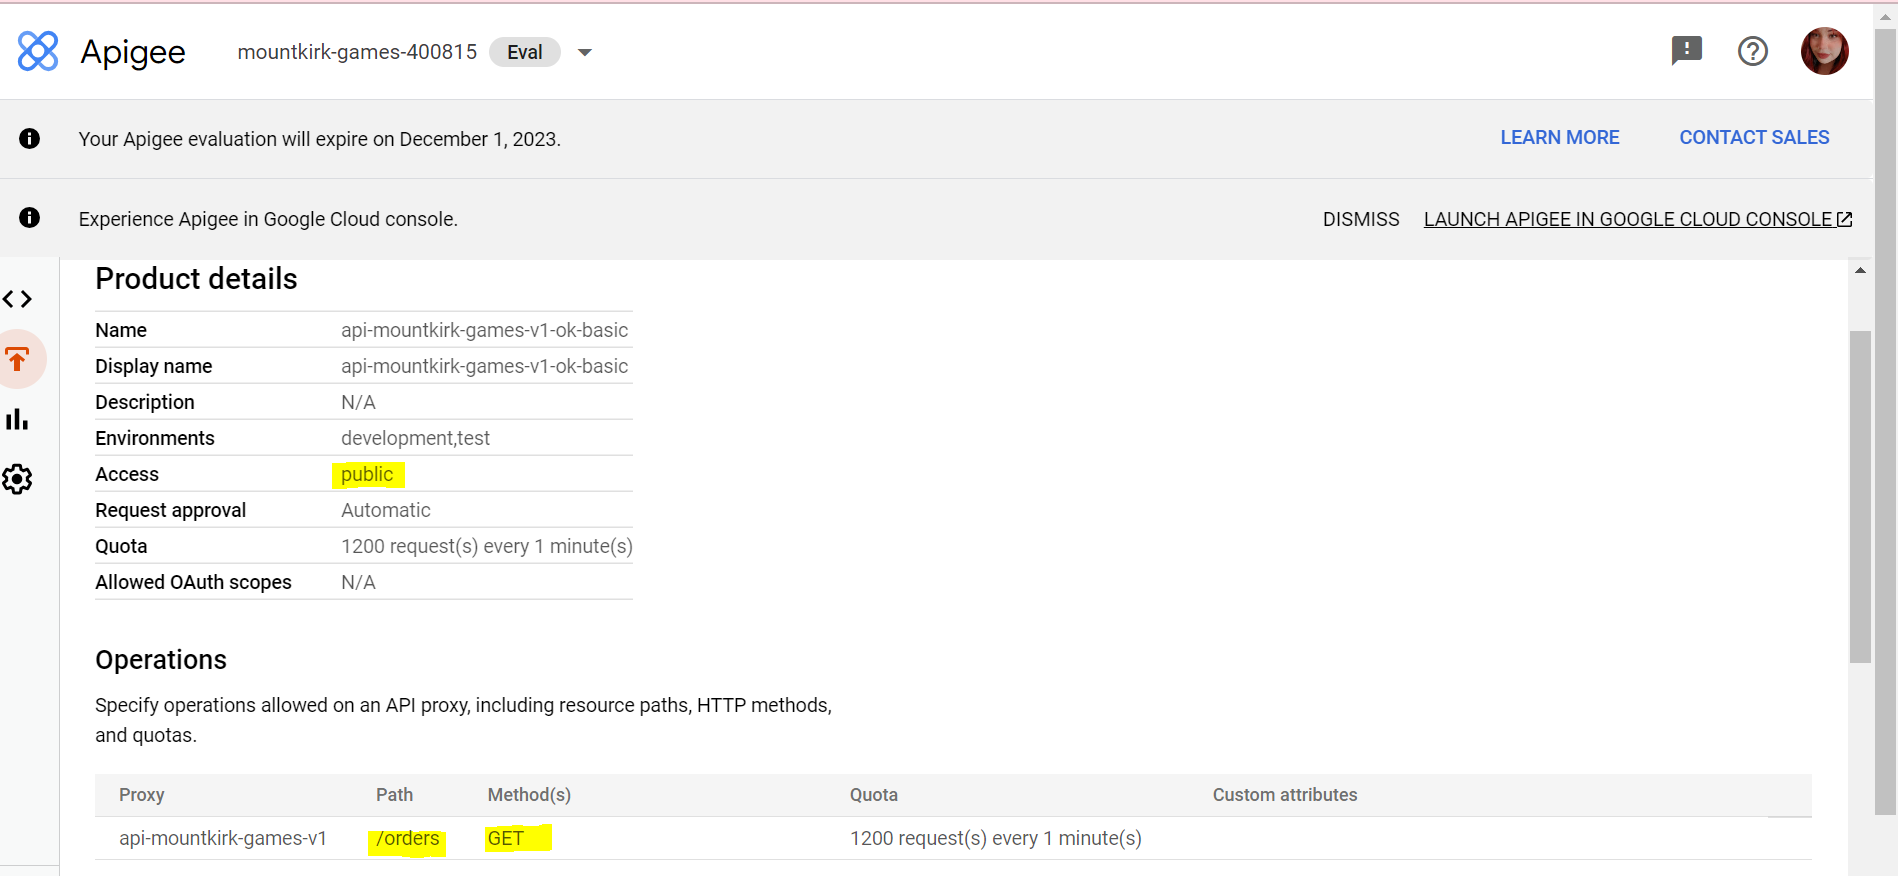 Apigee mountkirk-games-400815 Eval
Your Apigee evaluation will expire on December 1, 2023. LEARN MORE CONTACT SALES
Experience Apigee in Google Cloud console. DISMISS LAUNCH APIGEE IN GOOGLE CLOUD CONSOLE
Product details
Name api-mountkirk-games-v1-ok-basic
Display name api-mountkirk-games-v1-ok-basic
Description N/A
Environments development,test
Access public
Request approval Automatic
Quota 1200 request(s) every 1 minute(s)
Allowed OAuth scopes N/A
Operations
Specify operations allowed on an API proxy, including resource paths, HTTP methods,
and quotas.
Proxy Path Method(s) Quota Custom attributes
api-mountkirk-games-v1 /orders GET 1200 request(s) every 1 minute(s)